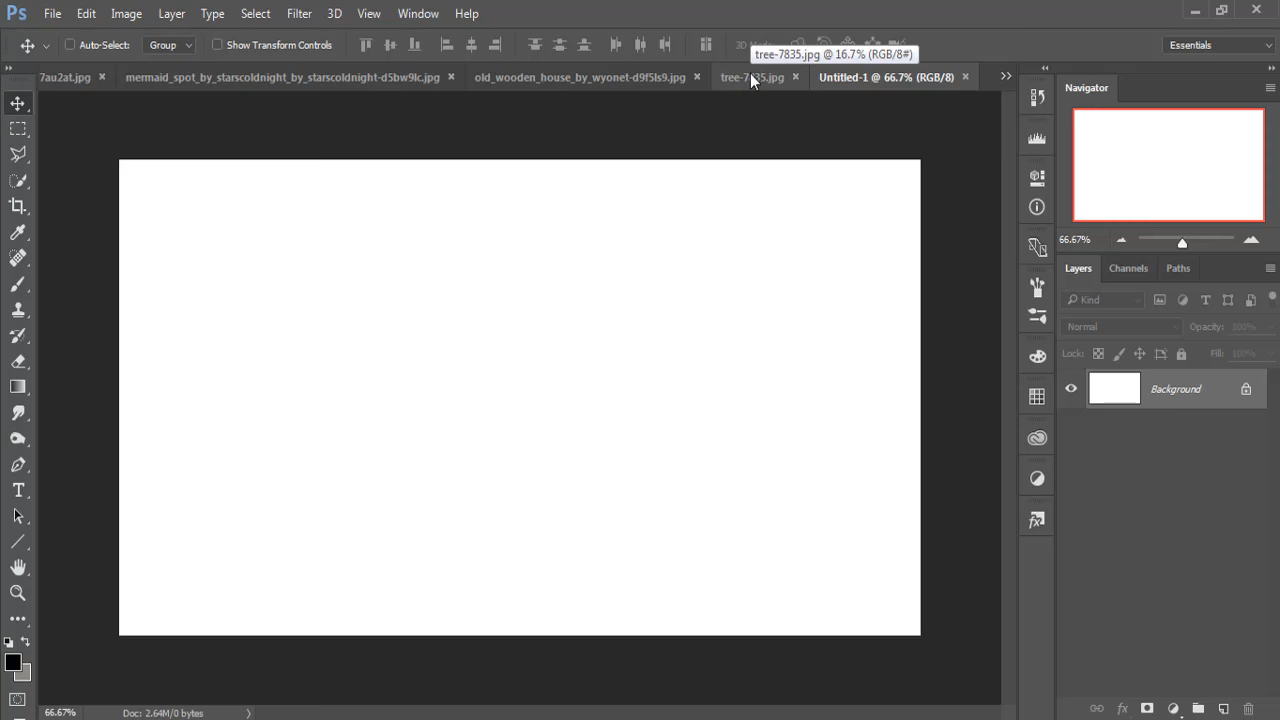 Ps File Edit Image Layer Type Select Filter 3D View Window Help
Auto-Select: Group Show Transform Controls Essentials
tree-7835.jpg @ 16.7% (RGB/8#)
7au2at.jpg × mermaid_spot_by_starscoldnight_by_starscoldnight-d5bw9lc.jpg × old_wooden_house_by_wyonet-d9f5ls9.jpg × × Untitled-1 @ 66.7% (RGB/8) ×
Navigator
66.67%
Layers Channels Paths
Kind
Normal Opacity: 100%
Lock: Fill: 100%
Background
66.67% Doc: 2.64M/0 bytes